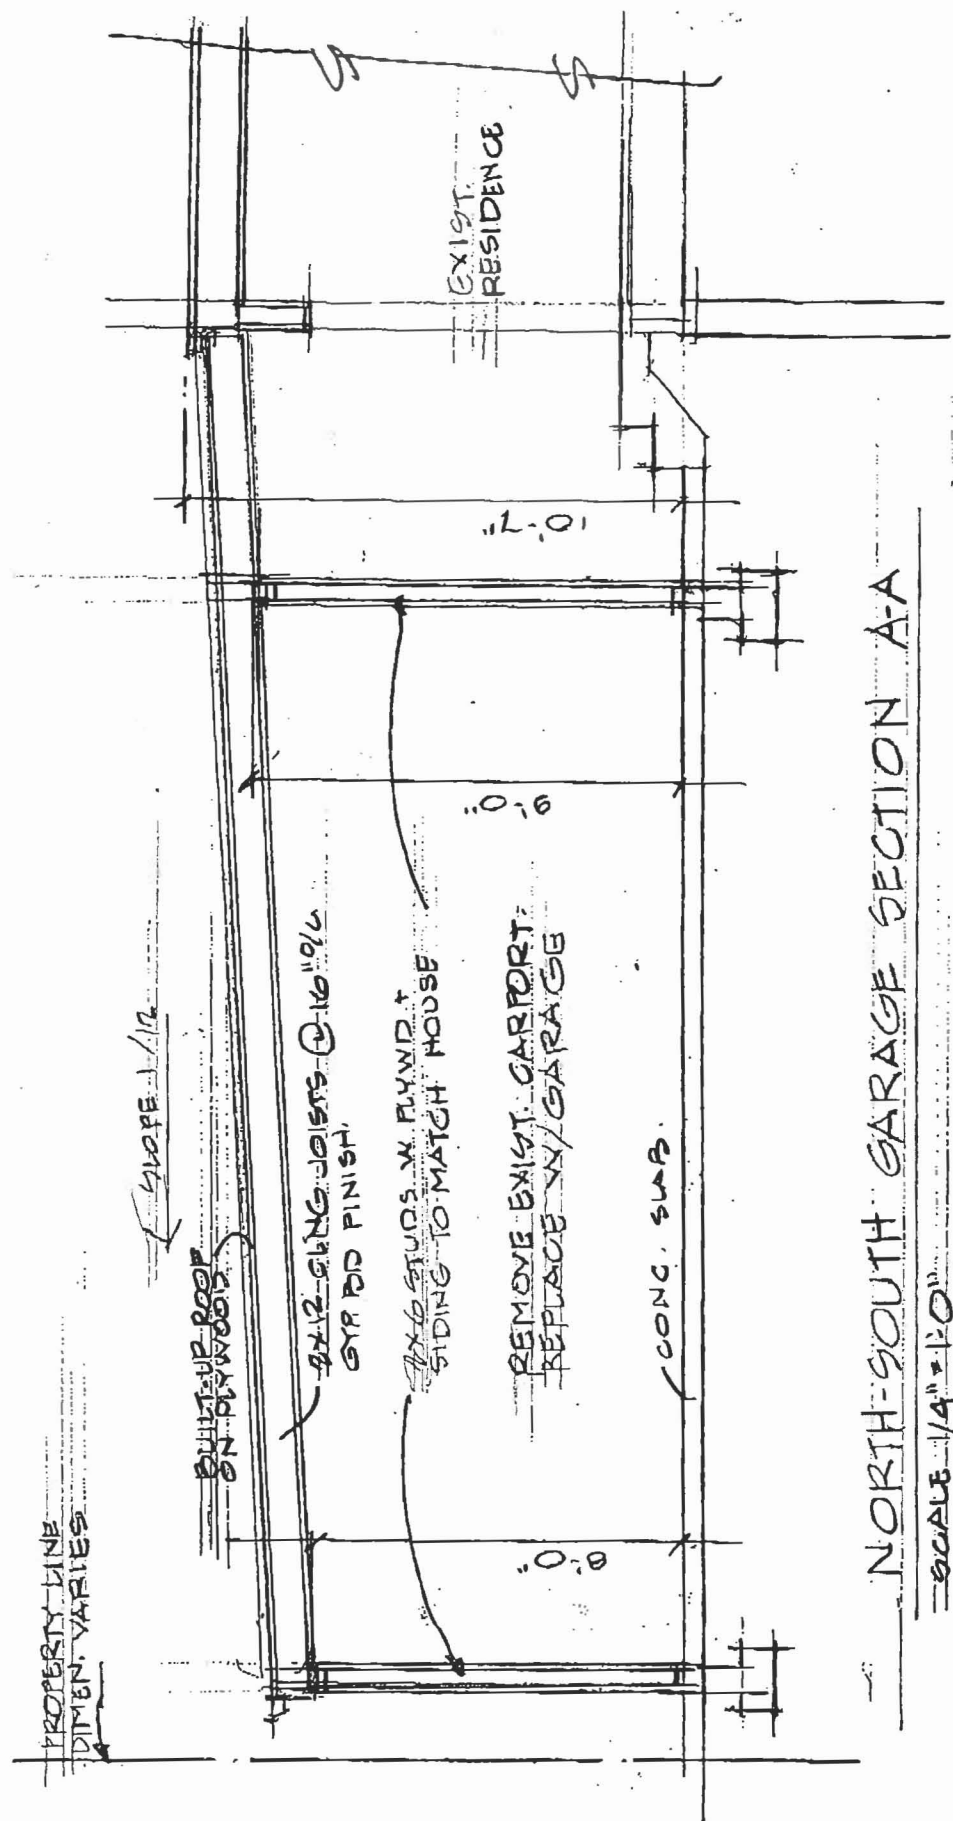 PROPERTY LINE
DIMEN. VARIES
SLOPE 1/12
BUILT-UP ROOF
ON PLYWOOD
2x12 CLNG JOISTS @ 16" O/C
GYP. BD FINISH.
2x6 STUDS W PLYWD +
SIDING TO MATCH HOUSE
REMOVE EXIST. CARPORT.
REPLACE W/ GARAGE
CONC. SLAB.
8'-0"
9'-0"
10'-7"
EXIST.
RESIDENCE
NORTH-SOUTH GARAGE SECTION A-A
SCALE 1/4" = 1'-0"